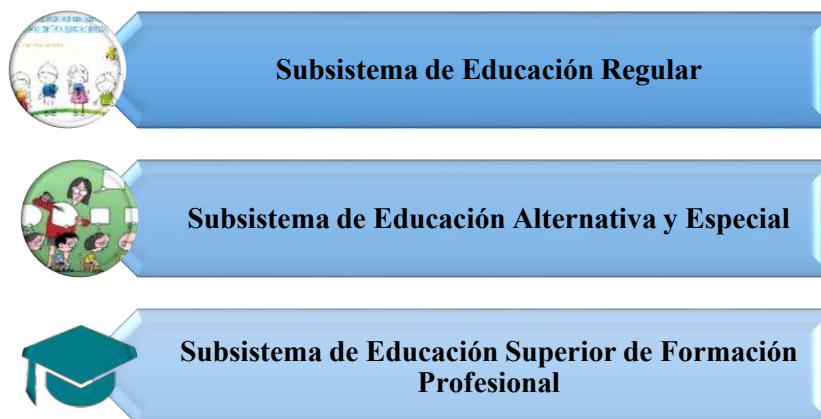 Subsistema de Educación Regular
Subsistema de Educación Alternativa y Especial
Subsistema de Educación Superior de Formación
Profesional